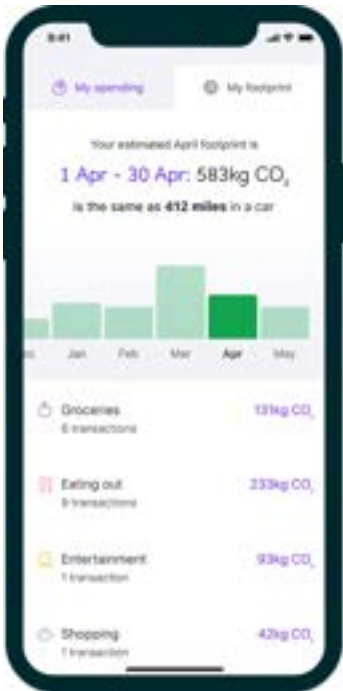 9:41
My spending
My footprint
Your estimated April footprint is
1 Apr - 30 Apr: 583kg CO₂
is the same as 412 miles in a car
Jan Feb Mar Apr May
Groceries 131kg CO₂
6 transactions
Eating out 233kg CO₂
9 transactions
Entertainment 93kg CO₂
1 transaction
Shopping 42kg CO₂
1 transaction